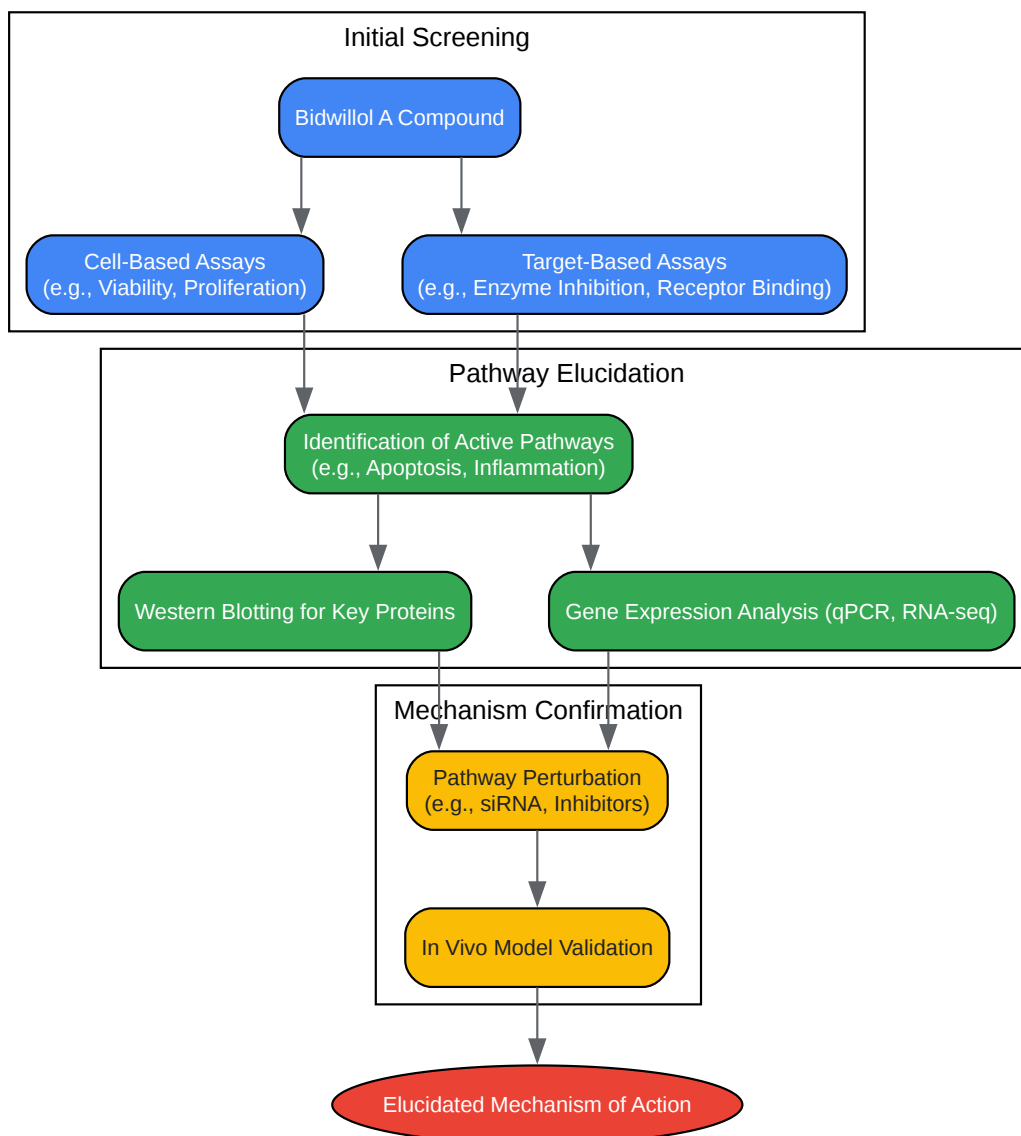 Initial Screening
Bidwillol A Compound
Cell-Based Assays
(e.g., Viability, Proliferation)
Target-Based Assays
(e.g., Enzyme Inhibition, Receptor Binding)
Pathway Elucidation
Identification of Active Pathways
(e.g., Apoptosis, Inflammation)
Western Blotting for Key Proteins
Gene Expression Analysis (qPCR, RNA-seq)
Mechanism Confirmation
Pathway Perturbation
(e.g., siRNA, Inhibitors)
In Vivo Model Validation
Elucidated Mechanism of Action